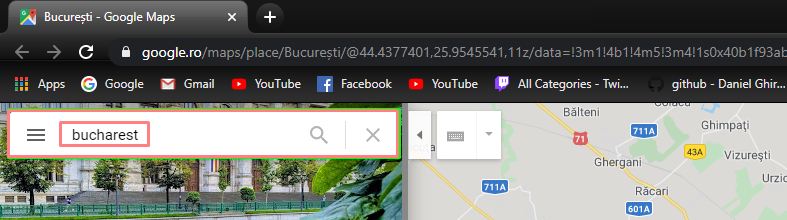 București - Google Maps
google.ro/maps/place/București/@44.4377401,25.9545541,11z/data=!3m1!4b1!4m5!3m4!1s0x40b1f93ab
Apps Google Gmail YouTube Facebook YouTube All Categories - Twi... github - Daniel Ghir...
bucharest
Bălteni
711A
Ghimpați
71
43A
Ghergani
Vizurești
711A
Răcari
601A